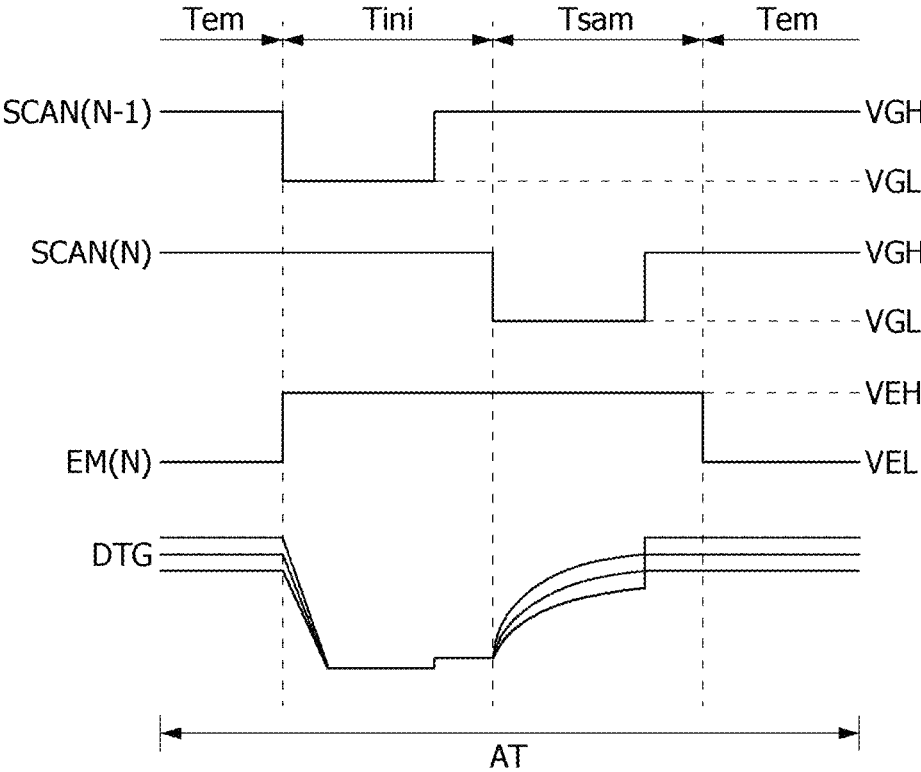 Tem Tini Tsam Tem
SCAN(N-1) VGH
VGL
SCAN(N) VGH
VGL
VEH
EM(N) VEL
DTG
AT